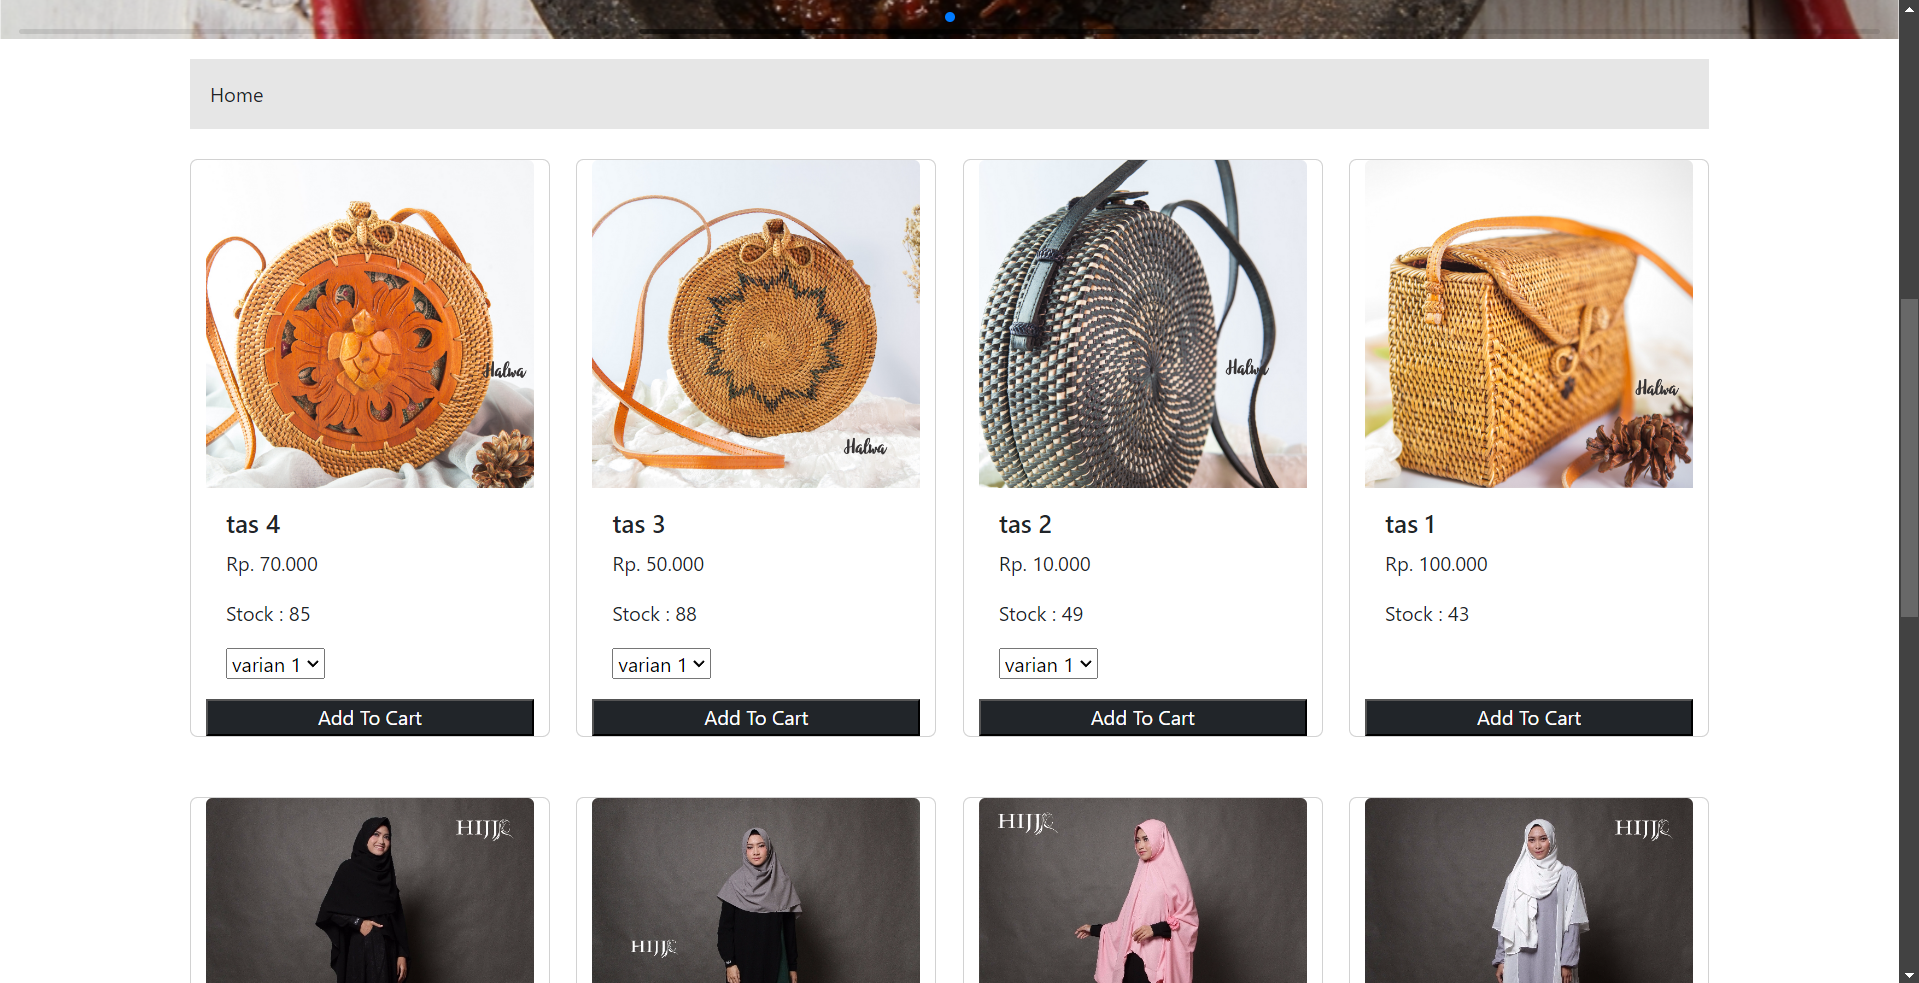 Home
Halwa
Halwa
Halwa
Halwa
tas 4
tas 3
tas 2
tas 1
Rp. 70.000
Rp. 50.000
Rp. 10.000
Rp. 100.000
Stock : 85
Stock : 88
Stock : 49
Stock : 43
varian 1
varian 1
varian 1
Add To Cart
Add To Cart
Add To Cart
Add To Cart
HIJJ
HIJJ
HIJJ
HIJJ